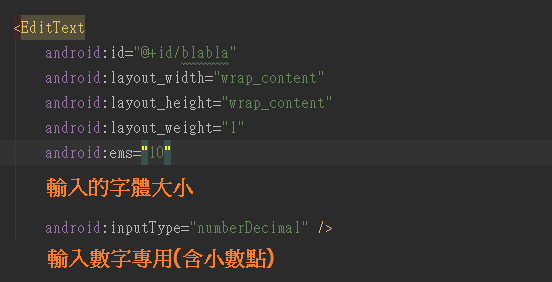 <EditText
android:id="@+id/blabla"
android:layout_width="wrap_content"
android:layout_height="wrap_content"
android:layout_weight="1"
android:ems="10"
輸入的字體大小
android:inputType="numberDecimal" />
輸入數字專用(含小數點)